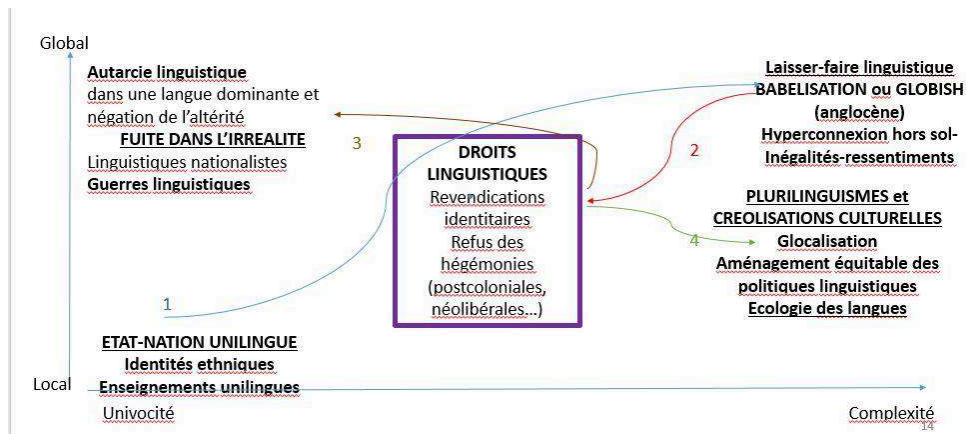 Global
Autarcie linguistique
dans une langue dominante et
négation de l'altérité
FUITE DANS L'IRREALITE
Linguistiques nationalistes
Guerres linguistiques
3
DROITS
LINGUISTIQUES
Revendications
identitaires
Refus des
hégémonies
(postcoloniales,
néolibérales...)
Laisser-faire linguistique
BABELISATION ou GLOBISH
(anglocène)
Hyperconnexion hors sol-
Inégalités-ressentiments
2
PLURILINGUISMES et
CREOLISATIONS CULTURELLES
4
Glocalisation
Aménagement équitable des
politiques linguistiques
Ecologie des langues
1
ETAT-NATION UNILINGUE
Identités ethniques
Enseignements unilingues
Local
Univocité
Complexité
14